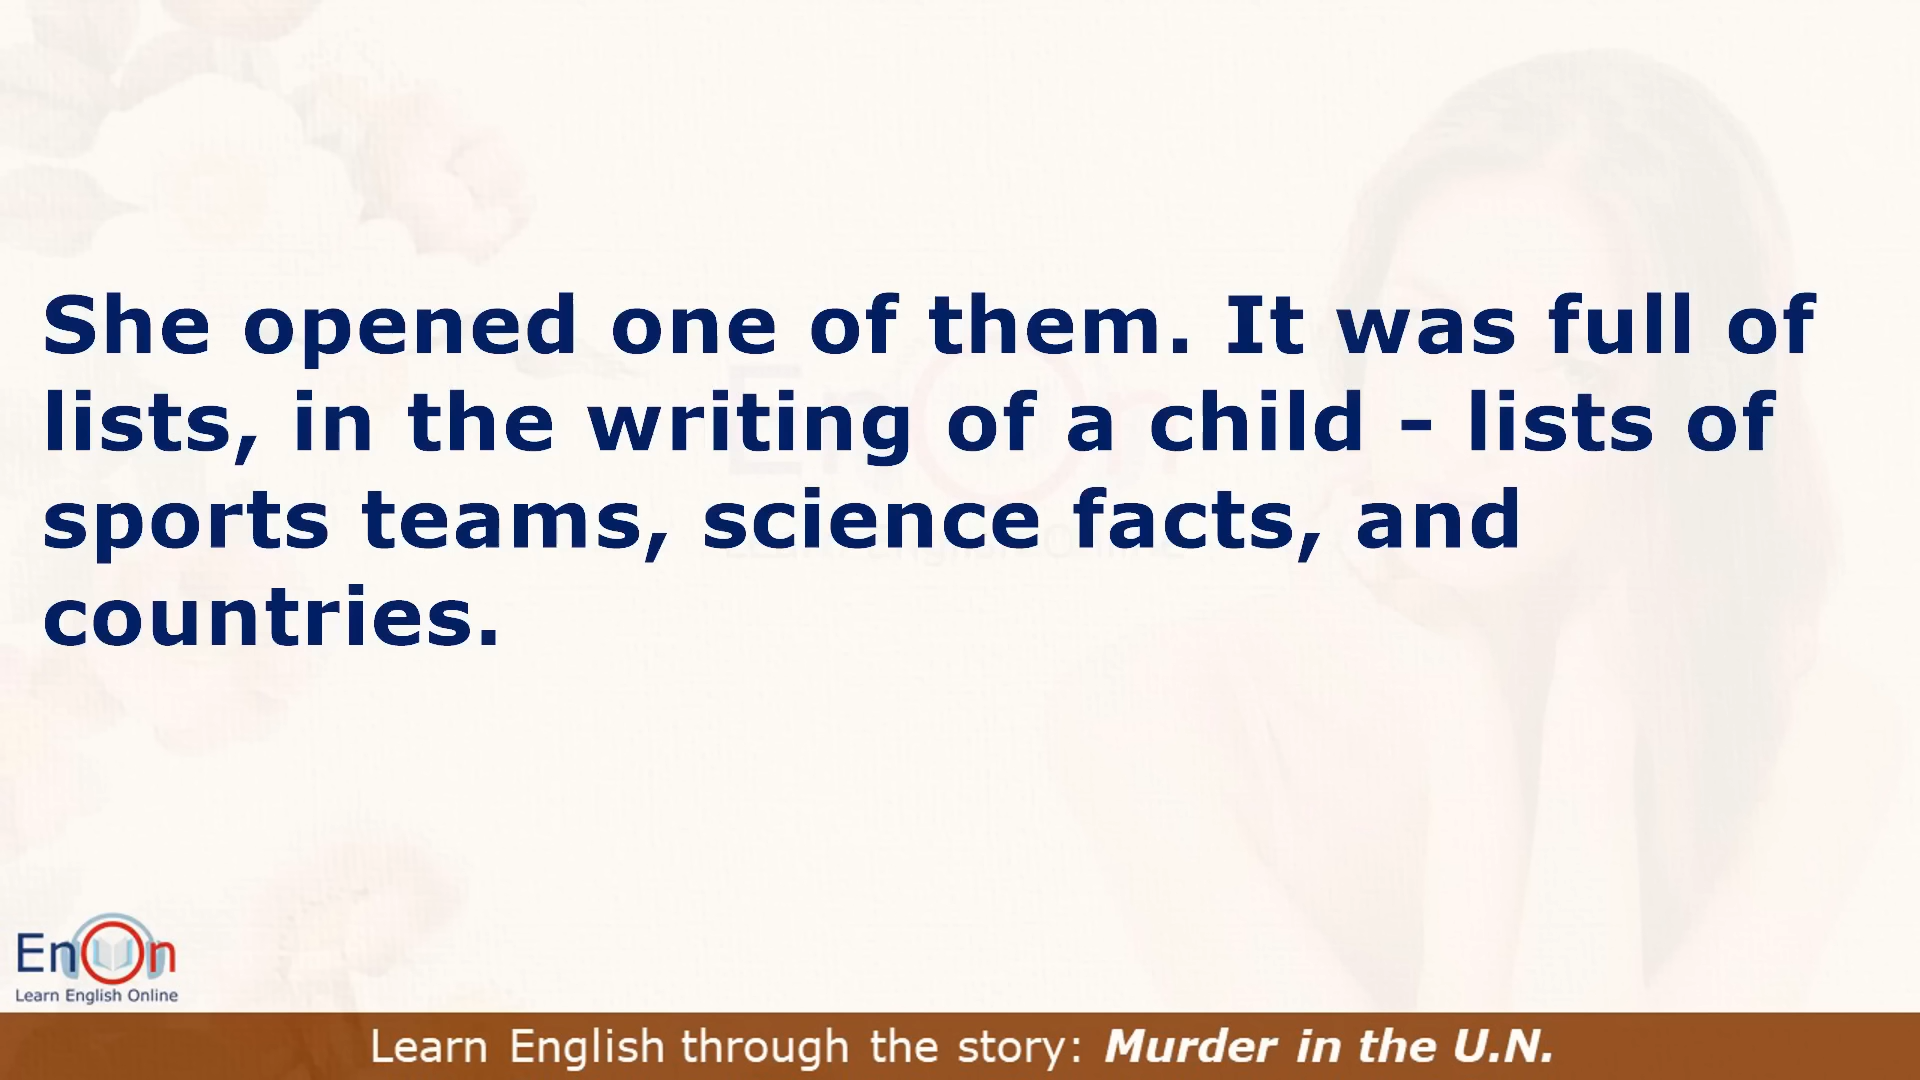 She opened one of them. It was full of
lists, in the writing of a child - lists of
sports teams, science facts, and
countries.
EnOn
Learn English Online
Learn English through the story: Murder in the U.N.